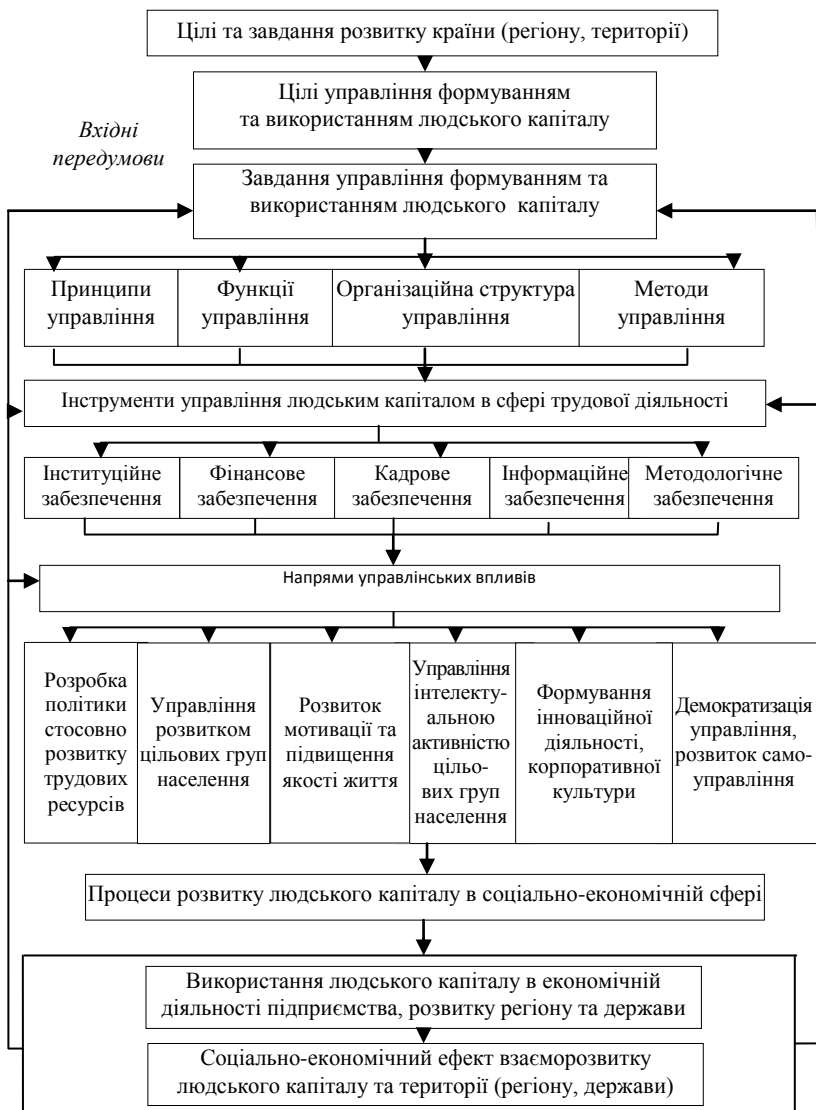 Цілі та завдання розвитку країни (регіону, території)
Цілі управління формуванням
та використанням людського капіталу
Вхідні
передумови
Завдання управління формуванням та
використанням людського капіталу
Принципи
управління
Функції
управління
Організаційна структура
управління
Методи
управління
Інструменти управління людським капіталом в сфері трудової діяльності
Інституційне
забезпечення
Фінансове
забезпечення
Кадрове
забезпечення
Інформаційне
забезпечення
Методологічне
забезпечення
Напрями управлінських впливів
Розробка
політики
стосовно
розвитку
трудових
ресурсів
Управління
розвитком
цільових груп
населення
Розвиток
мотивації та
підвищення
якості життя
Управління
інтелекту-
альною
активністю
цільо-
вих груп
населення
Формування
інноваційної
діяльності,
корпоративної
культури
Демократизація
управління,
розвиток само-
управління
Процеси розвитку людського капіталу в соціально-економічній сфері
Використання людського капіталу в економічній
діяльності підприємства, розвитку регіону та держави
Соціально-економічний ефект взаєморозвитку
людського капіталу та території (регіону, держави)